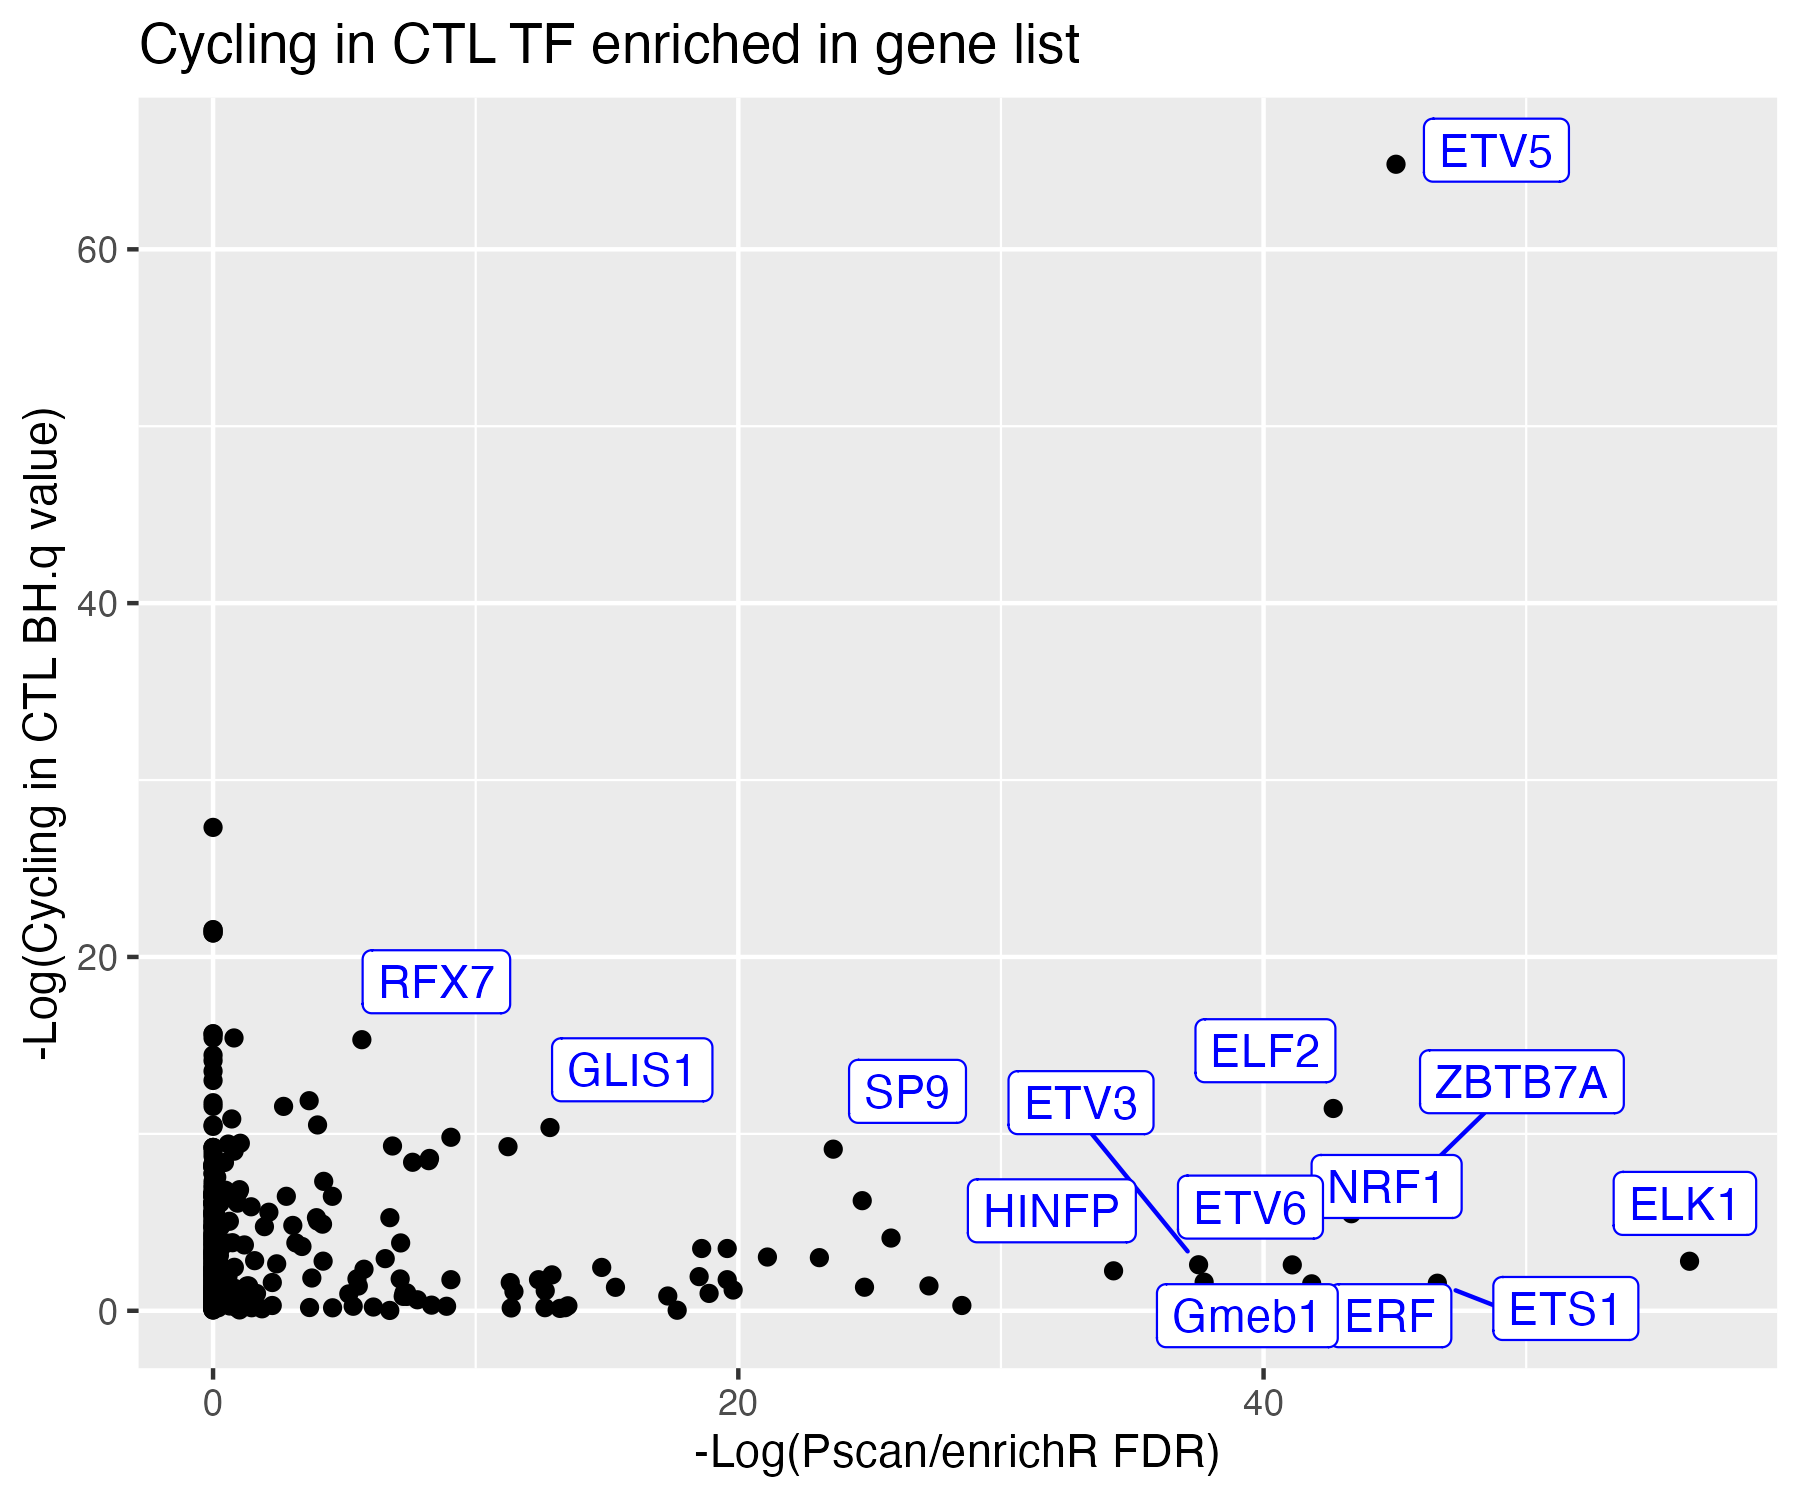 Cycling in CTL TF enriched in gene list
-Log(Cycling in CTL BH.q value)
60
40
20
0
ETV5
RFX7
GLIS1
SP9
ETV3
ELF2
ZBTB7A
HINFP
ETV6
NRF1
ELK1
Gmeb1
ERF
ETS1
0
20
40
-Log(Pscan/enrichR FDR)